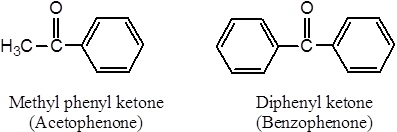 O
H₃C C
Methyl phenyl ketone
(Acetophenone)
O
C
Diphenyl ketone
(Benzophenone)